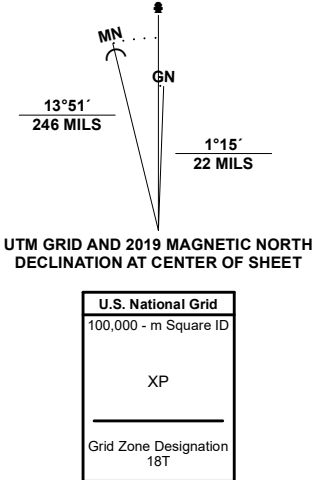 MN
GN
13°51´
246 MILS
1°15´
22 MILS
UTM GRID AND 2019 MAGNETIC NORTH
DECLINATION AT CENTER OF SHEET
U.S. National Grid
100,000 - m Square ID
XP
Grid Zone Designation
18T